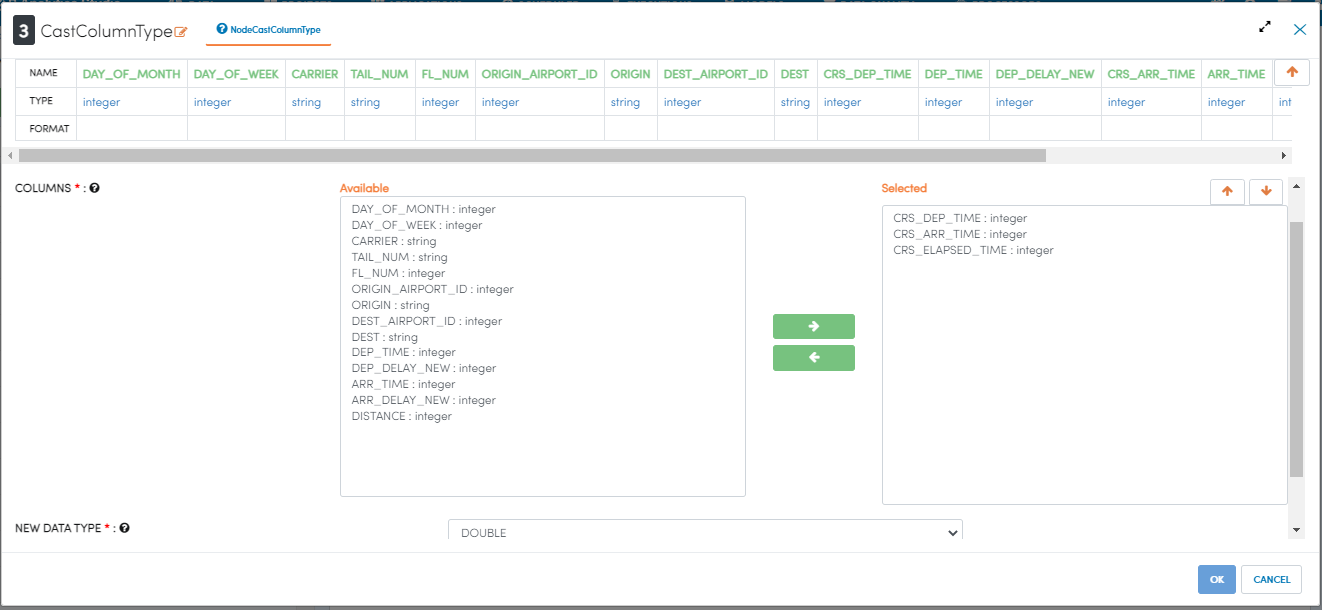 3 CastColumnType NodeCastColumnType
NAME DAY_OF_MONTH DAY_OF_WEEK CARRIER TAIL_NUM FL_NUM ORIGIN_AIRPORT_ID ORIGIN DEST_AIRPORT_ID DEST CRS_DEP_TIME DEP_TIME DEP_DELAY_NEW CRS_ARR_TIME ARR_TIME
TYPE integer integer string string integer integer string integer string integer integer integer integer integer int
FORMAT
COLUMNS * :
Available
DAY_OF_MONTH : integer
DAY_OF_WEEK : integer
CARRIER : string
TAIL_NUM : string
FL_NUM : integer
ORIGIN_AIRPORT_ID : integer
ORIGIN : string
DEST_AIRPORT_ID : integer
DEST : string
DEP_TIME : integer
DEP_DELAY_NEW : integer
ARR_TIME : integer
ARR_DELAY_NEW : integer
DISTANCE : integer
Selected
CRS_DEP_TIME : integer
CRS_ARR_TIME : integer
CRS_ELAPSED_TIME : integer
NEW DATA TYPE * :
DOUBLE
OK CANCEL